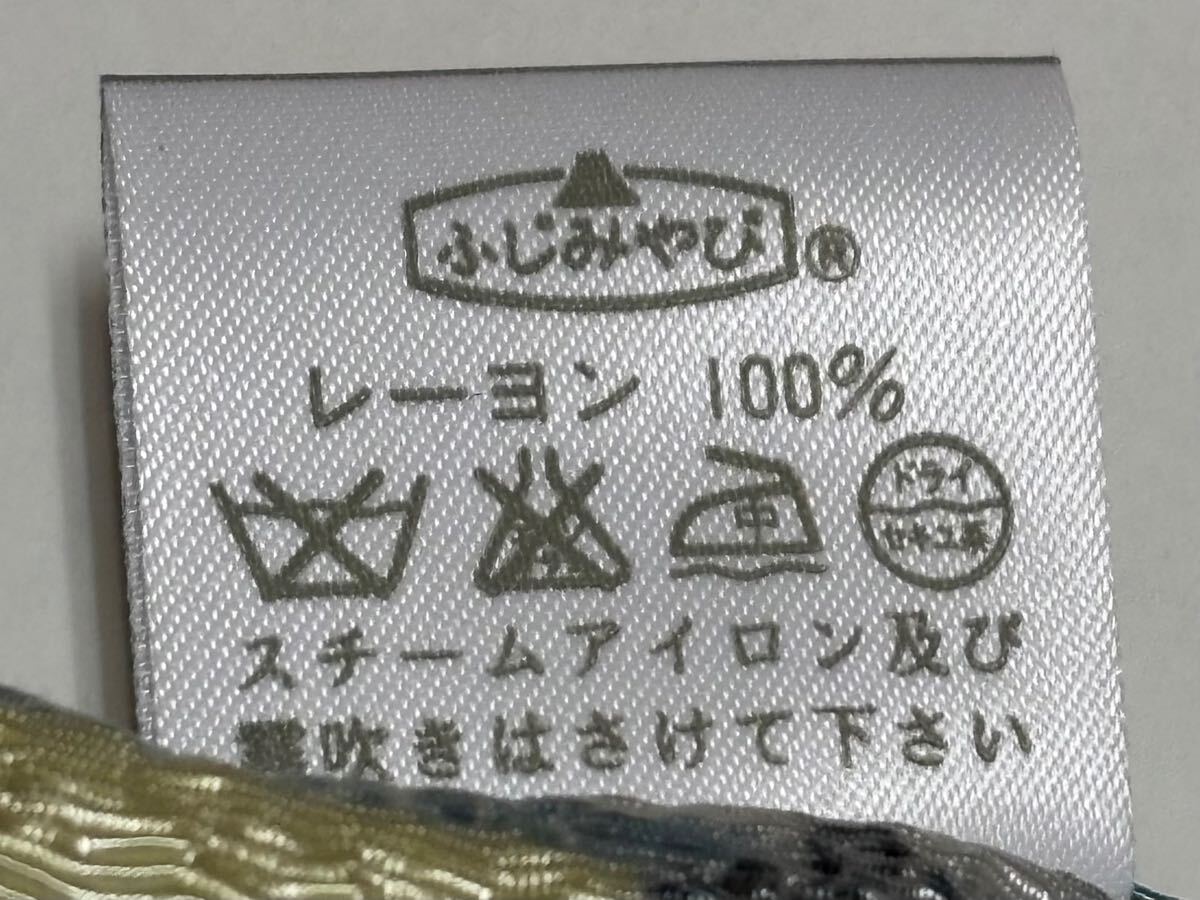 ふじみやび®
レーヨン 100%
中
ドライ
セキユ系
スチームアイロン及び
霧吹きはさけて下さい